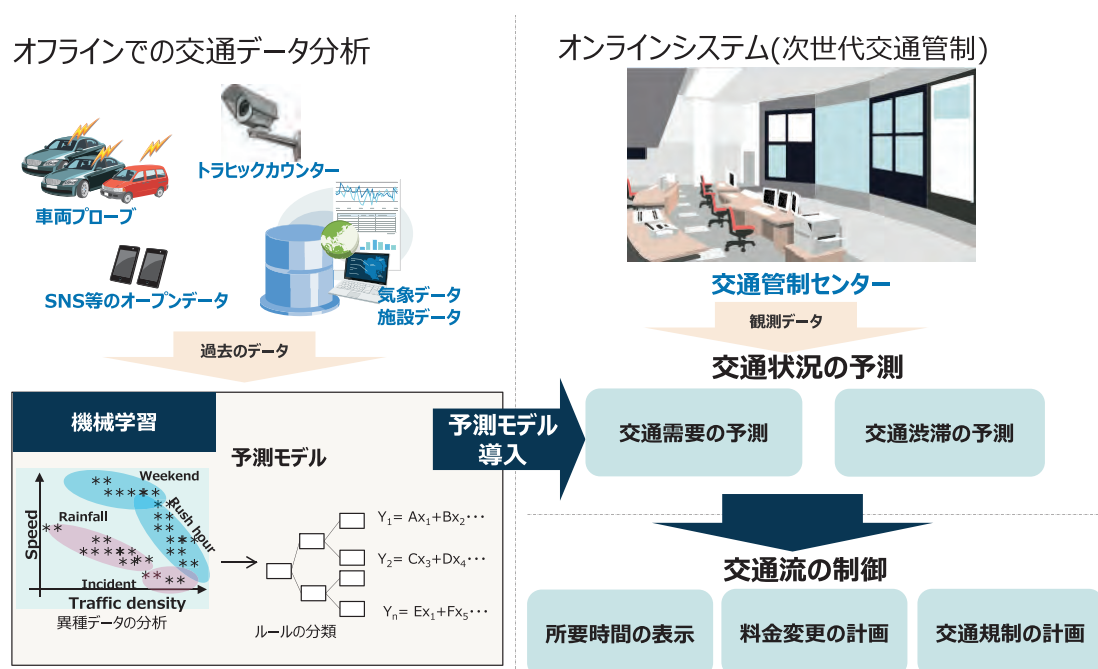 オフラインでの交通データ分析
トラヒックカウンター
車両プローブ
SNS等のオープンデータ
気象データ
施設データ
過去のデータ
機械学習
予測モデル
Weekend
Rush hour
Rainfall
Incident
Speed
Traffic density
異種データの分析
ルールの分類
Y₁= Ax₁+Bx₂･･･
Y₂= Cx₃+Dx₄･･･
Yₙ= Ex₁+Fx₅･･･
予測モデル
導入
オンラインシステム(次世代交通管制)
交通管制センター
観測データ
交通状況の予測
交通需要の予測
交通渋滞の予測
交通流の制御
所要時間の表示
料金変更の計画
交通規制の計画